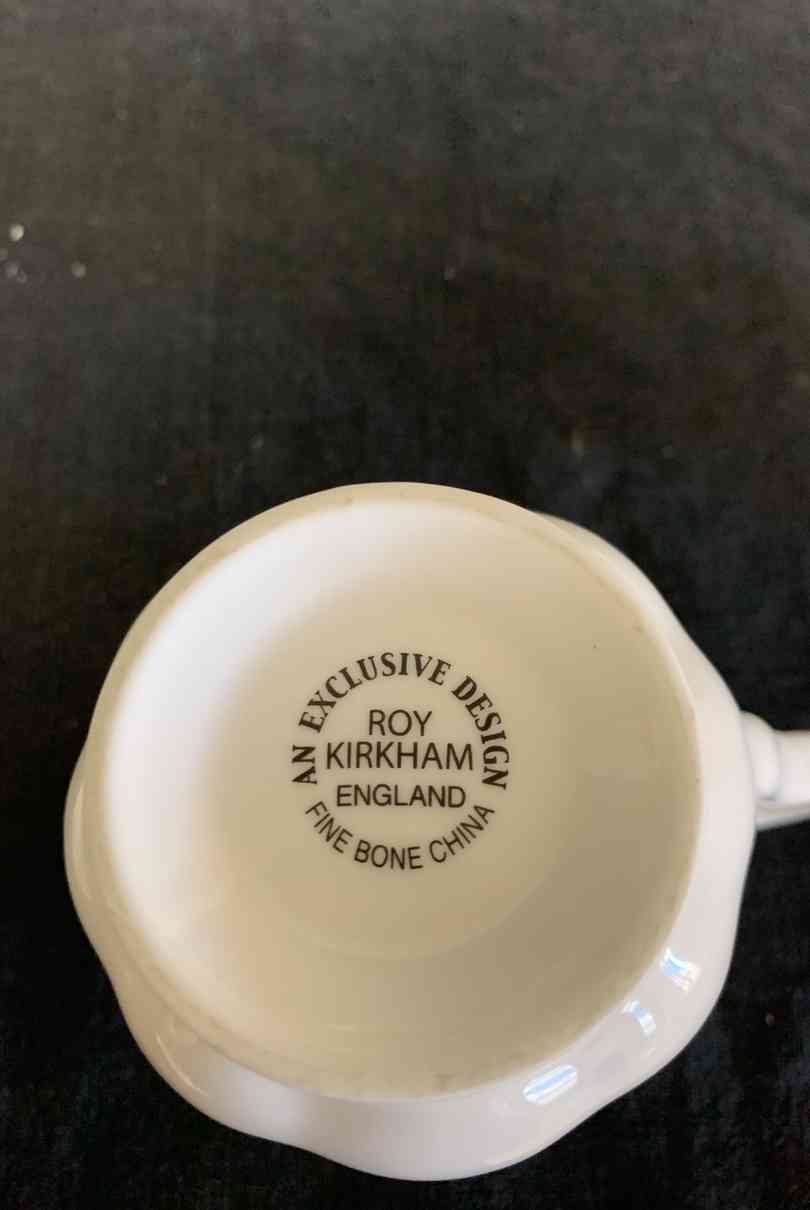 AN EXCLUSIVE DESIGN
ROY
KIRKHAM
ENGLAND
FINE BONE CHINA